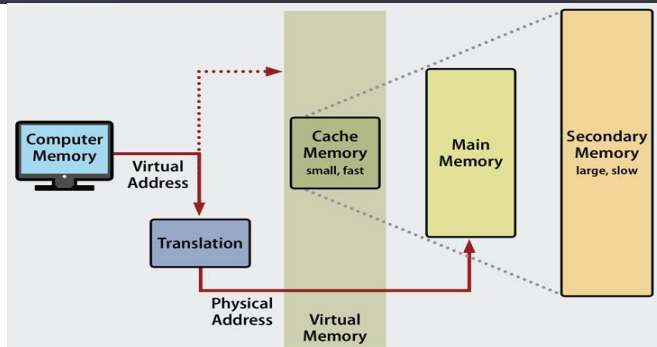 Computer
Memory
Virtual
Address
Translation
Physical
Address
Cache
Memory
small, fast
Virtual
Memory
Main
Memory
Secondary
Memory
large, slow